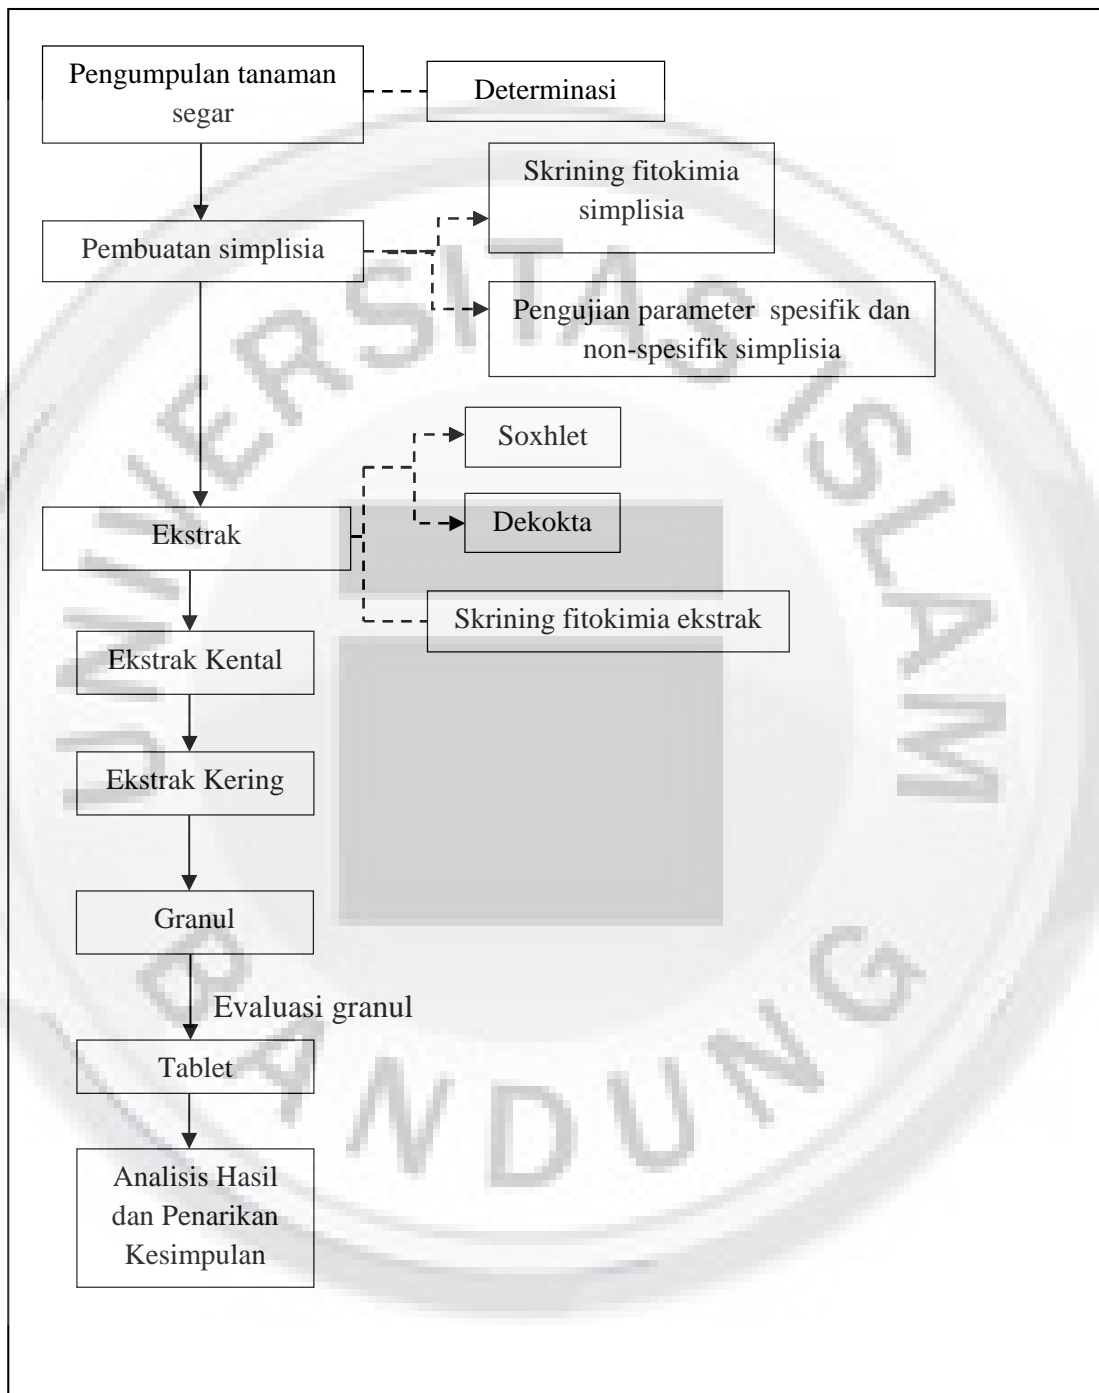 Pengumpulan tanaman
segar
Determinasi
Skrining fitokimia
simplisia
Pembuatan simplisia
Pengujian parameter spesifik dan
non-spesifik simplisia
Soxhlet
Dekokta
Ekstrak
Skrining fitokimia ekstrak
Ekstrak Kental
Ekstrak Kering
Granul
Evaluasi granul
Tablet
Analisis Hasil
dan Penarikan
Kesimpulan
UNIVERSITAS ISLAM
BANDUNG